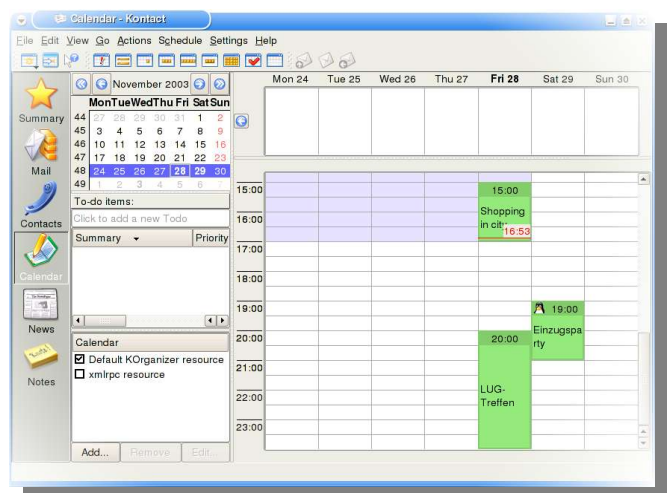 Calendar - Kontact
File Edit View Go Actions Schedule Settings Help
November 2003
Mon Tue Wed Thu Fri Sat Sun
44 27 28 29 30 31 1 2
45 3 4 5 6 7 8 9
46 10 11 12 13 14 15 16
47 17 18 19 20 21 22 23
48 24 25 26 27 28 29 30
49 1 2 3 4 5 6 7
Summary
Mail
Contacts
Calendar
News
Notes
To-do items:
Click to add a new Todo
Summary Priority
Calendar
Default KOrganizer resource
xmlrpc resource
Add... Remove Edit...
Mon 24 Tue 25 Wed 26 Thu 27 Fri 28 Sat 29 Sun 30
15:00
16:00
17:00
18:00
19:00
20:00
21:00
22:00
23:00
15:00
Shopping
in city
16:53
19:00
Einzugspa
rty
20:00
LUG-
Treffen